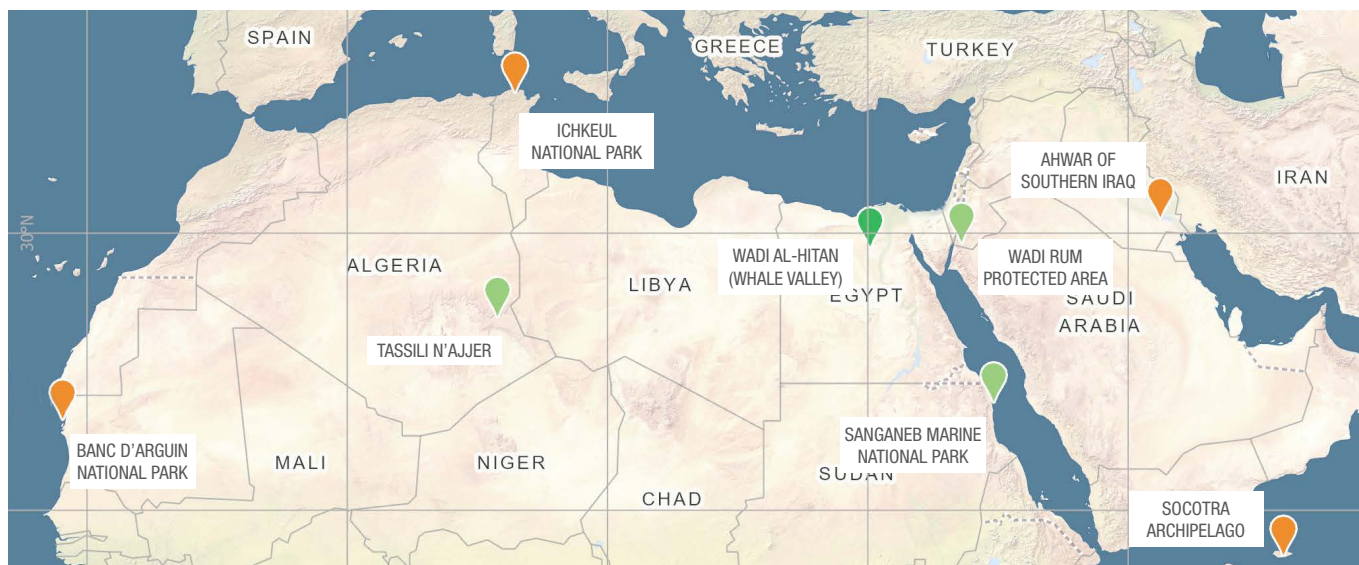 SPAIN
GREECE
TURKEY
ICHKEUL
NATIONAL PARK
AHWAR OF
SOUTHERN IRAQ
IRAN
30°N
WADI AL-HITAN
(WHALE VALLEY)
WADI RUM
PROTECTED AREA
ALGERIA
LIBYA
EGYPT
SAUDI
ARABIA
TASSILI N'AJJER
BANC D'ARGUIN
NATIONAL PARK
MALI
NIGER
CHAD
SANGANEB MARINE
NATIONAL PARK
SUDAN
SOCOTRA
ARCHIPELAGO